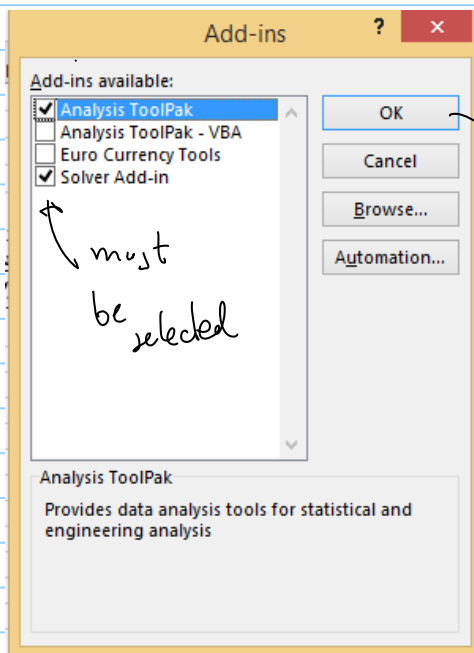 Add-ins ? ×
Add-ins available:
Analysis ToolPak
Analysis ToolPak - VBA
Euro Currency Tools
Solver Add-in
must
be
selected
OK
Cancel
Browse...
Automation...
Analysis ToolPak
Provides data analysis tools for statistical and
engineering analysis